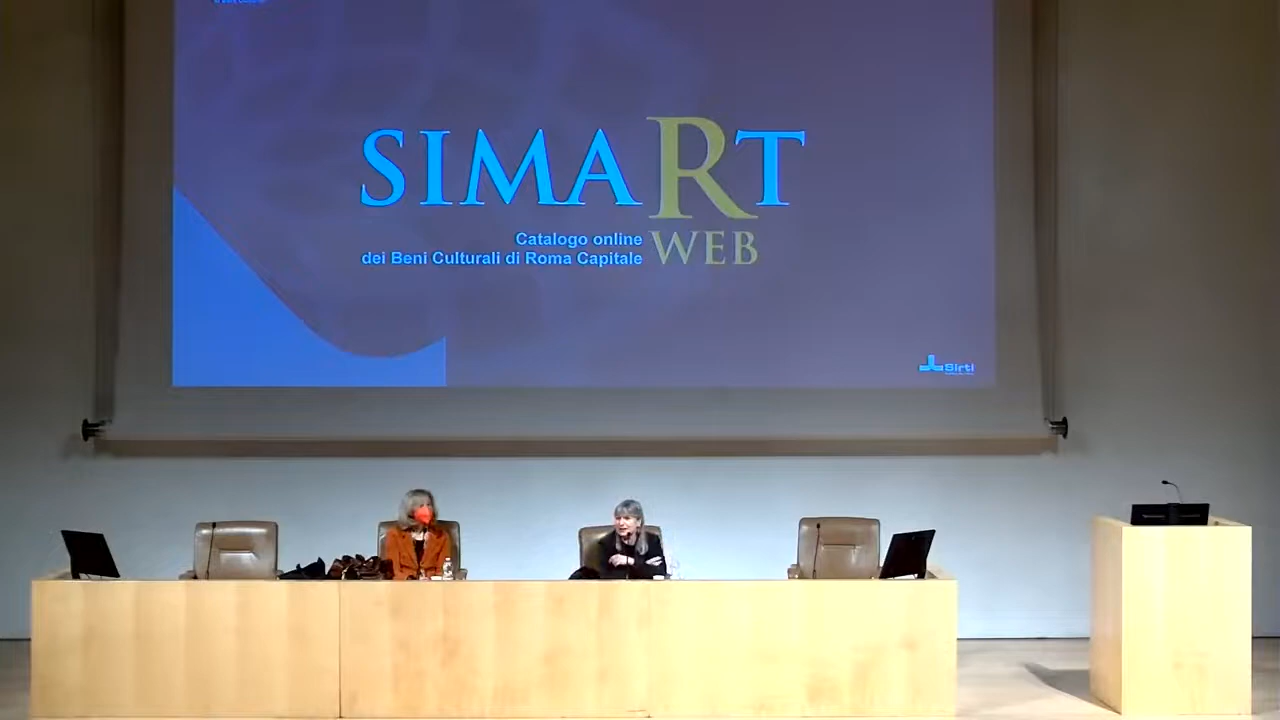 SIMART
Catalogo online
dei Beni Culturali di Roma Capitale
WEB
Sirti